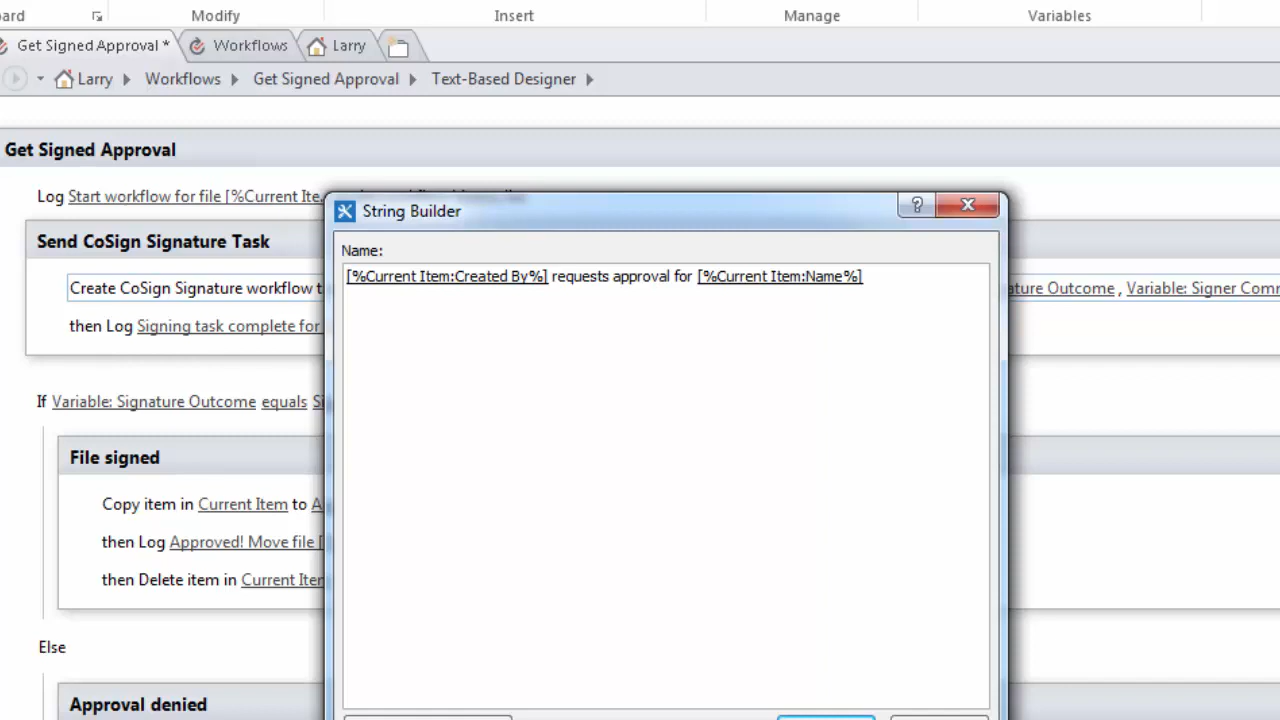 Modify Insert Manage Variables
Get Signed Approval * Workflows Larry
Larry Workflows Get Signed Approval Text-Based Designer
Get Signed Approval
Log Start workflow for file [%Current Ite
String Builder
Send CoSign Signature Task
Name:
[%Current Item:Created By%] requests approval for [%Current Item:Name%]
Create CoSign Signature workflow t
ature Outcome , Variable: Signer Comm
then Log Signing task complete for
If Variable: Signature Outcome equals Si
File signed
Copy item in Current Item to A
then Log Approved! Move file [
then Delete item in Current Iten
Else
Approval denied